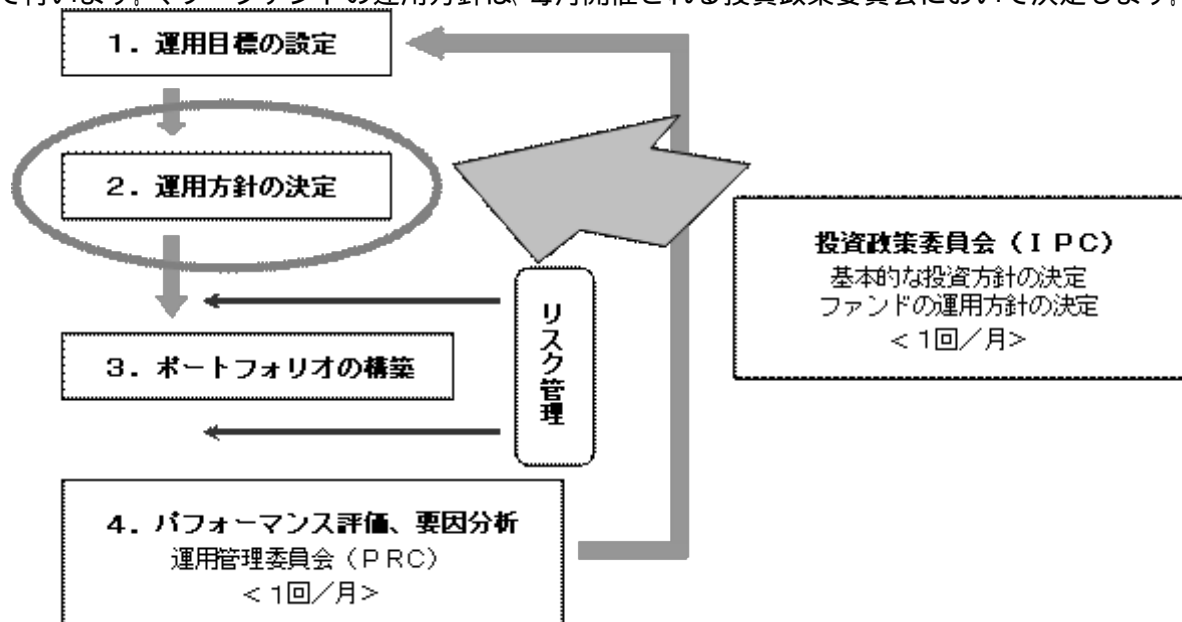 て行います。マザーファンドの運用方針は、毎月開催される投資政策委員会において決定します。
1．運用目標の設定
2．運用方針の決定
投資政策委員会（ＩＰＣ）
基本的な投資方針の決定
ファンドの運用方針の決定
＜1回／月＞
リスク管理
3．ポートフォリオの構築
4．パフォーマンス評価、要因分析
運用管理委員会（ＰＲＣ）
＜1回／月＞